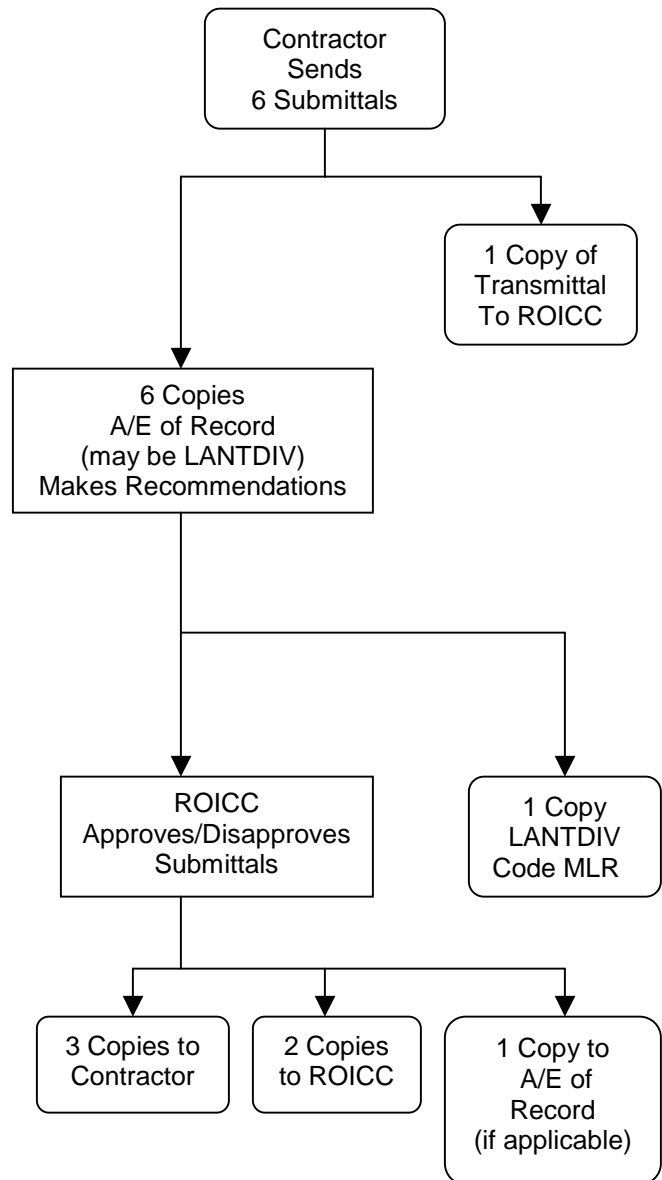 Contractor
Sends
6 Submittals
1 Copy of
Transmittal
To ROICC
6 Copies
A/E of Record
(may be LANTDIV)
Makes Recommendations
ROICC
Approves/Disapproves
Submittals
1 Copy
LANTDIV
Code MLR
3 Copies to
Contractor
2 Copies
to ROICC
1 Copy to
A/E of
Record
(if applicable)